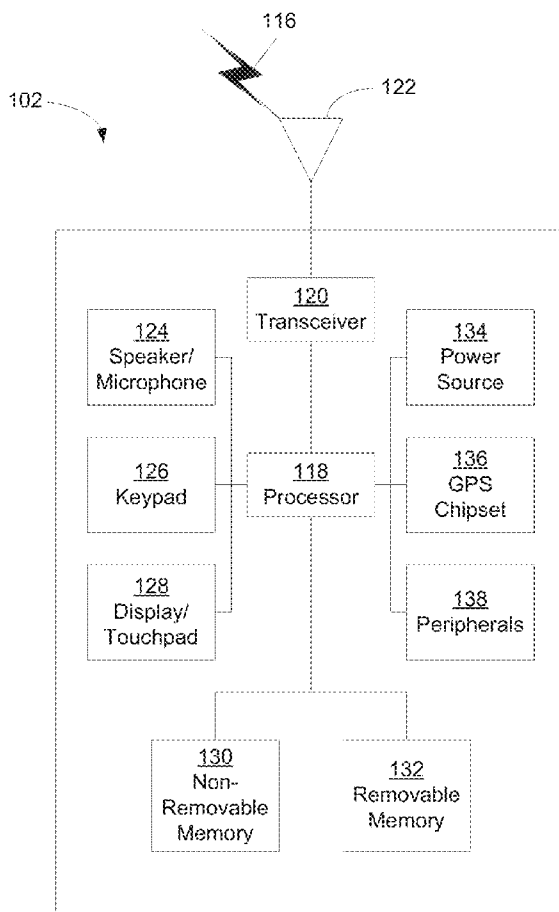 116
122
102
120
Transceiver
124
Speaker/
Microphone
134
Power
Source
126
Keypad
118
Processor
136
GPS
Chipset
128
Display/
Touchpad
138
Peripherals
130
Non-
Removable
Memory
132
Removable
Memory